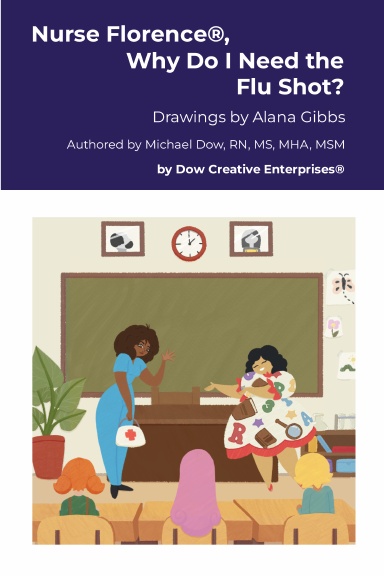 Nurse Florence®,
Why Do I Need the
Flu Shot?
Drawings by Alana Gibbs
Authored by Michael Dow, RN, MS, MHA, MSM
by Dow Creative Enterprises®